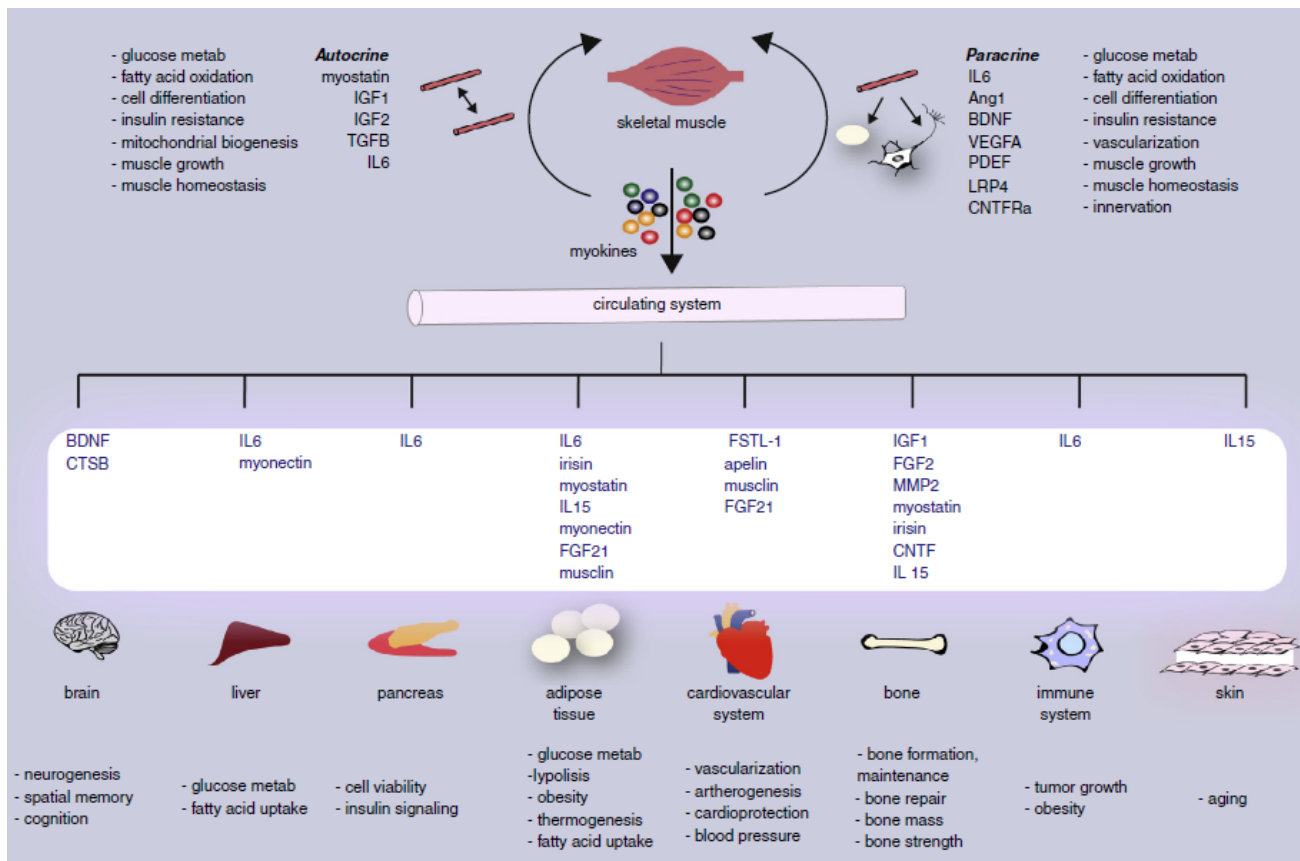 - glucose metab
- fatty acid oxidation
- cell differentiation
- insulin resistance
- mitochondrial biogenesis
- muscle growth
- muscle homeostasis
Autocrine
myostatin
IGF1
IGF2
TGFB
IL6
skeletal muscle
Paracrine
IL6
Ang1
BDNF
VEGFA
PDEF
LRP4
CNTFRa
- glucose metab
- fatty acid oxidation
- cell differentiation
- insulin resistance
- vascularization
- muscle growth
- muscle homeostasis
- innervation
myokines
circulating system
BDNF
CTSB
IL6
myonectin
IL6
IL6
irisin
myostatin
IL15
myonectin
FGF21
musclin
FSTL-1
apelin
musclin
FGF21
IGF1
FGF2
MMP2
myostatin
irisin
CNTF
IL 15
IL6
IL15
brain
liver
pancreas
adipose
tissue
cardiovascular
system
bone
immune
system
skin
- neurogenesis
- spatial memory
- cognition
- glucose metab
- fatty acid uptake
- cell viability
- insulin signaling
- glucose metab
-lypolisis
- obesity
- thermogenesis
- fatty acid uptake
- vascularization
- artherogenesis
- cardioprotection
- blood pressure
- bone formation,
maintenance
- bone repair
- bone mass
- bone strength
- tumor growth
- obesity
- aging